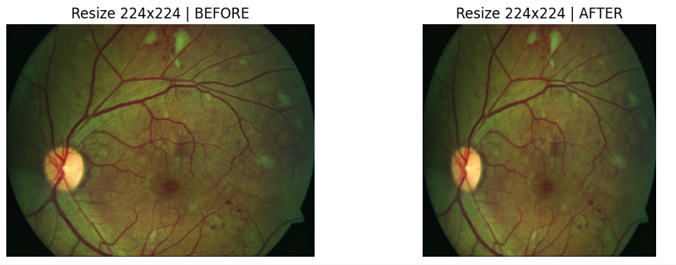 Resize 224x224 | BEFORE
Resize 224x224 | AFTER